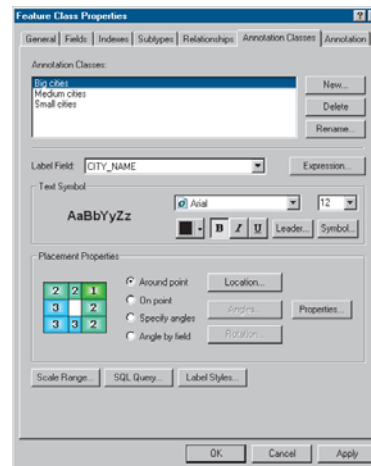 Feature Class Properties ?
General Fields Indexes Subtypes Relationships Annotation Classes Annotation
Annotation Classes:
Big cities
Medium cities
Small cities
New...
Delete
Rename...
Label Field: CITY_NAME Expression...
Text Symbol
AaBbYyZz
Arial 12
B I U Leader... Symbol...
Placement Properties
2 2 1
3 2
3 3 2
Around point
On point
Specify angles
Angle by field
Location...
Angles...
Rotation...
Properties...
Scale Range... SQL Query... Label Styles...
OK Cancel Apply